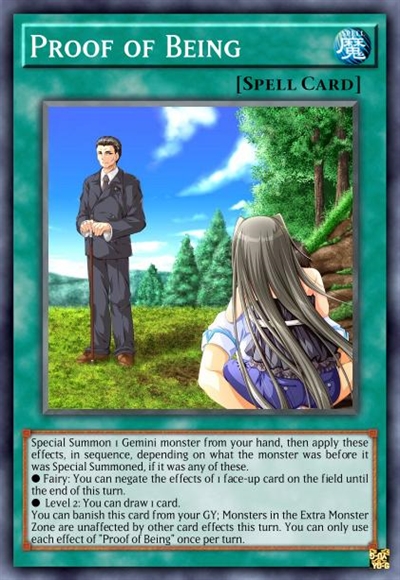 Proof of Being
魔
[Spell Card]
Special Summon 1 Gemini monster from your hand, then apply these
effects, in sequence, depending on what the monster was before it
was Special Summoned, if it was any of these.
● Fairy: You can negate the effects of 1 face-up card on the field until
the end of this turn.
● Level 2: You can draw 1 card.
You can banish this card from your GY; Monsters in the Extra Monster
Zone are unaffected by other card effects this turn. You can only use
each effect of "Proof of Being" once per turn.